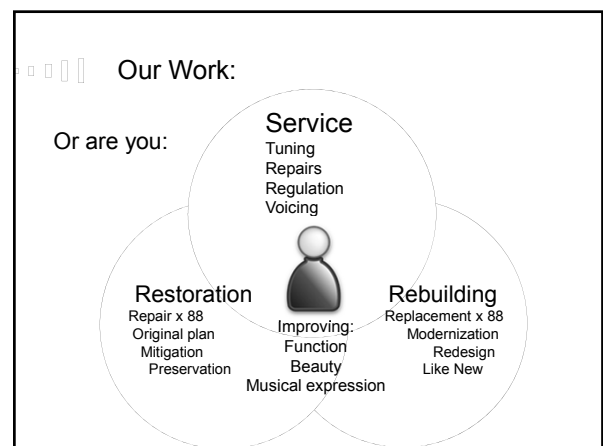 Our Work:
Or are you:
Service
Tuning
Repairs
Regulation
Voicing
Restoration
Repair x 88
Original plan
Mitigation
Preservation
Improving:
Function
Beauty
Musical expression
Rebuilding
Replacement x 88
Modernization
Redesign
Like New